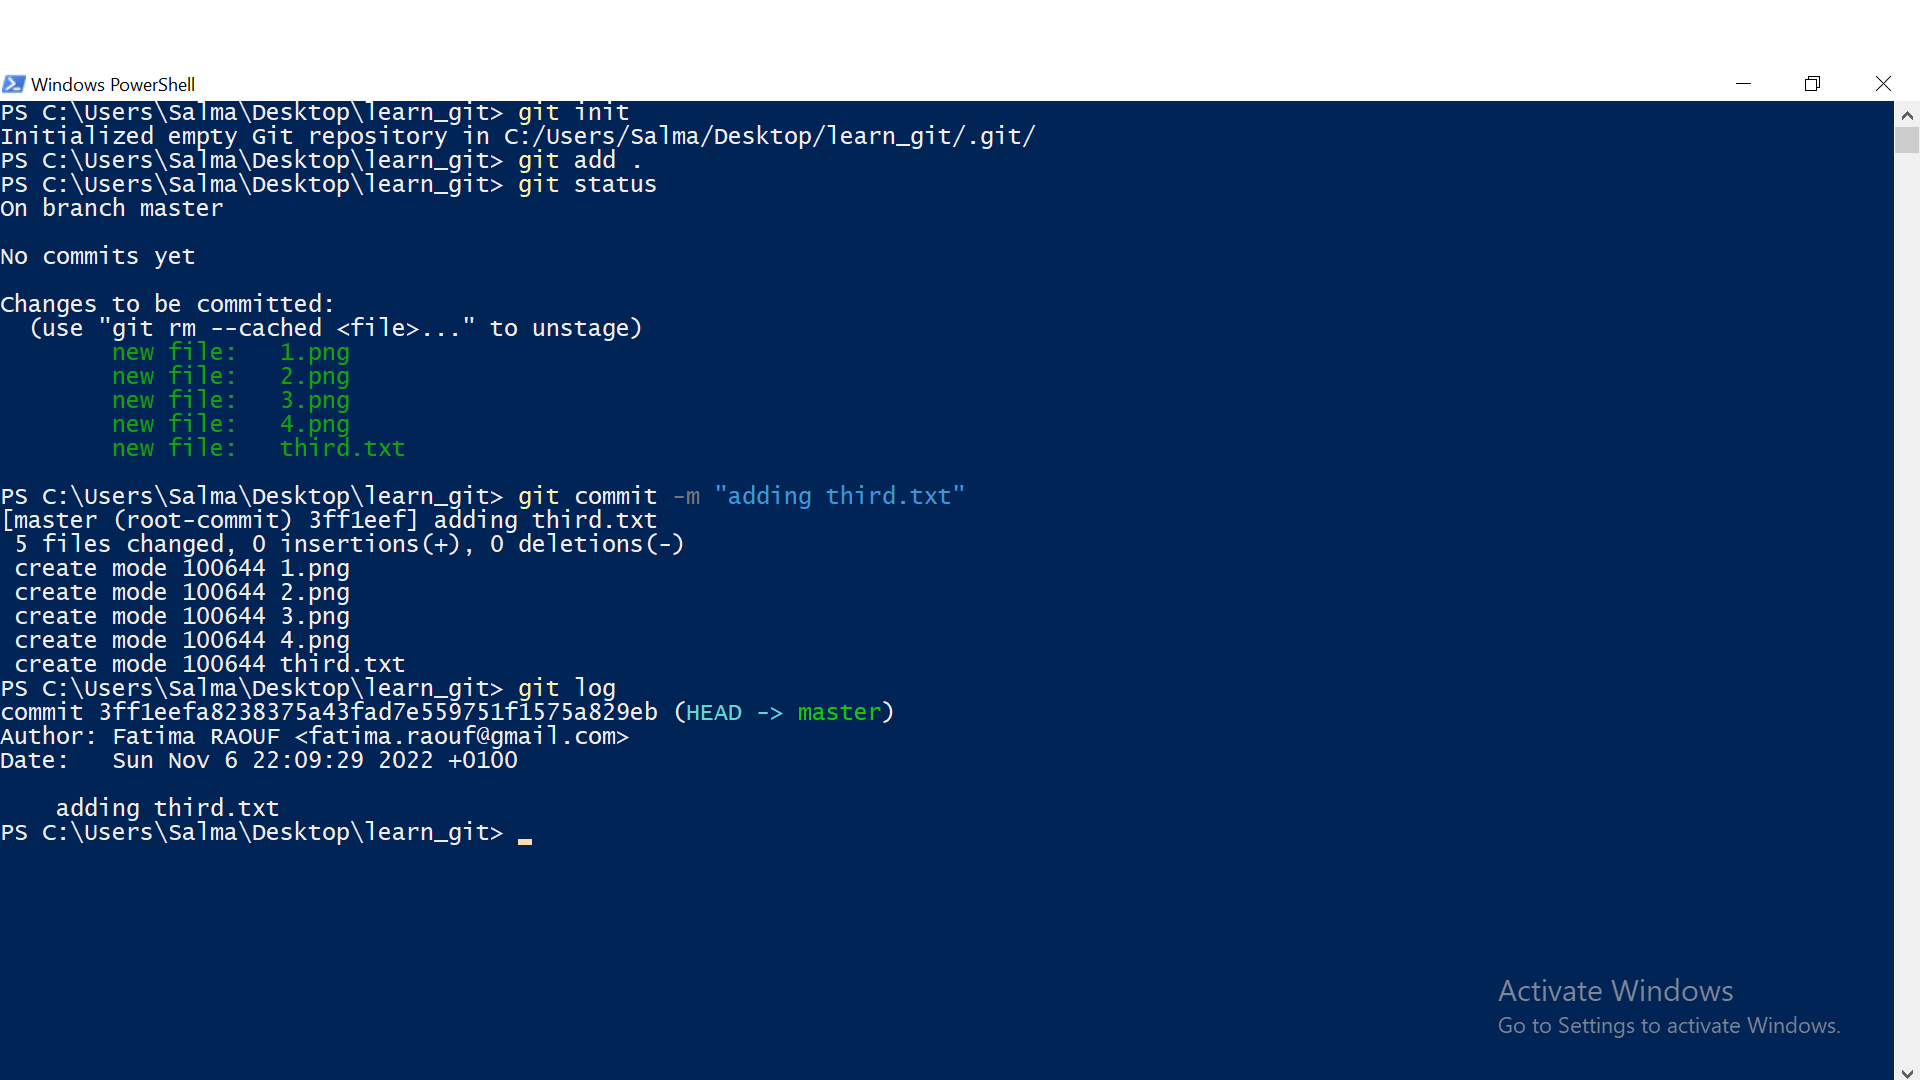 Windows PowerShell
PS C:\Users\Salma\Desktop\learn_git> git init
Initialized empty Git repository in C:/Users/Salma/Desktop/learn_git/.git/
PS C:\Users\Salma\Desktop\learn_git> git add .
PS C:\Users\Salma\Desktop\learn_git> git status
On branch master

No commits yet

Changes to be committed:
  (use "git rm --cached <file>..." to unstage)
        new file:   1.png
        new file:   2.png
        new file:   3.png
        new file:   4.png
        new file:   third.txt

PS C:\Users\Salma\Desktop\learn_git> git commit -m "adding third.txt"
[master (root-commit) 3ff1eef] adding third.txt
 5 files changed, 0 insertions(+), 0 deletions(-)
 create mode 100644 1.png
 create mode 100644 2.png
 create mode 100644 3.png
 create mode 100644 4.png
 create mode 100644 third.txt
PS C:\Users\Salma\Desktop\learn_git> git log
commit 3ff1eefa8238375a43fad7e559751f1575a829eb (HEAD -> master)
Author: Fatima RAOUF <fatima.raouf@gmail.com>
Date:   Sun Nov 6 22:09:29 2022 +0100

    adding third.txt
PS C:\Users\Salma\Desktop\learn_git>
Activate Windows
Go to Settings to activate Windows.